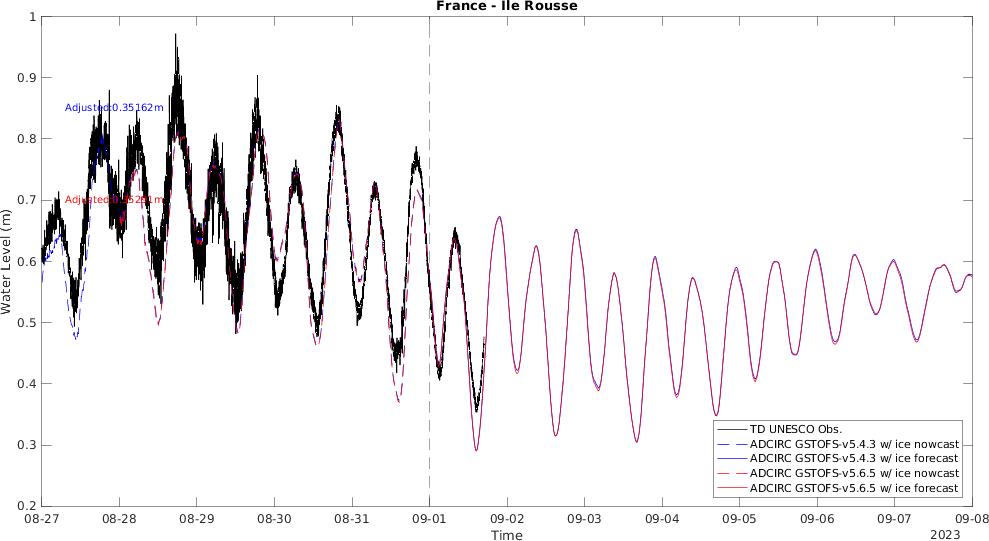 France - Ile Rousse
1
0.9
0.8
0.7
0.6
0.5
0.4
0.3
0.2
Water Level (m)
Adjusted:0.35162m
08-27
08-28
08-29
08-30
08-31
09-01
09-02
09-03
09-04
09-05
09-06
09-07
09-08
Time
2023
TD UNESCO Obs.
ADCIRC GSTOFS-v5.4.3 w/ ice nowcast
ADCIRC GSTOFS-v5.4.3 w/ ice forecast
ADCIRC GSTOFS-v5.6.5 w/ ice nowcast
ADCIRC GSTOFS-v5.6.5 w/ ice forecast